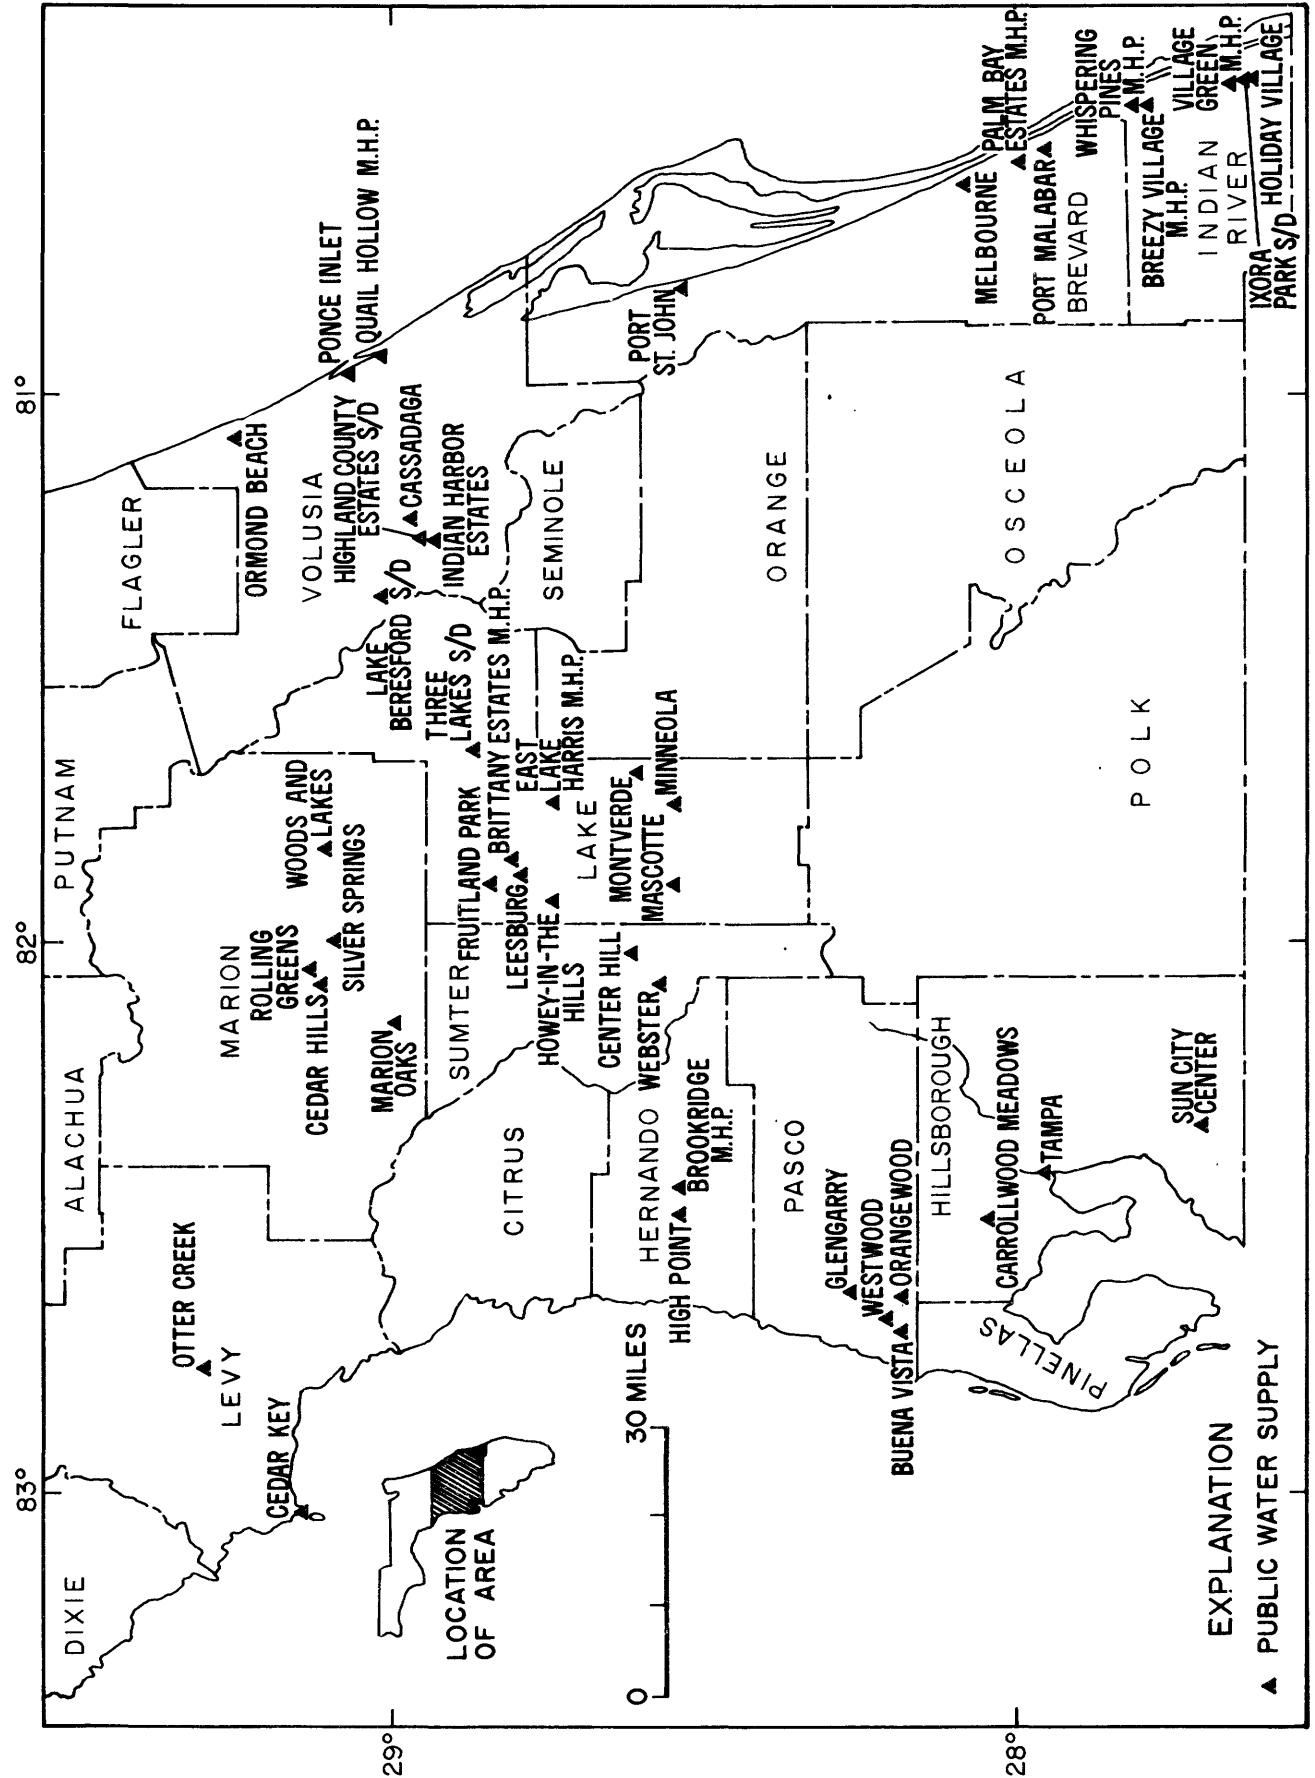 83°
82°
81°
29°
28°
DIXIE
ALACHUA
PUTNAM
FLAGLER
OTTER CREEK
LEVY
CEDAR KEY
MARION
ROLLING
GREENS
CEDAR HILLS
SILVER SPRINGS
WOODS AND
LAKES
MARION
OAKS
ORMOND BEACH
VOLUSIA
PONCE INLET
QUAIL HOLLOW M.H.P.
HIGHLAND COUNTY
ESTATES S/D
CASSADAGA
INDIAN HARBOR
ESTATES
LAKE
BERESFORD S/D
THREE
LAKES S/D
BRITTANY ESTATES M.H.P.
EAST
LAKE
HARRIS M.H.P.
SUMTER
FRUITLAND PARK
LEESBURG
HOWEY-IN-THE
HILLS
LAKE
MONTVERDE
MINNEOLA
MASCOTTE
CENTER HILL
WEBSTER
CITRUS
SEMINOLE
PORT
ST. JOHN
HERNANDO
HIGH POINT
BROOKRIDGE
M.H.P.
PASCO
GLENGARRY
WESTWOOD
ORANGEWOOD
BUENA VISTA
ORANGE
HILLSBOROUGH
CARROLLWOOD MEADOWS
TAMPA
PINELLAS
SUN CITY
CENTER
OSCEOLA
POLK
MELBOURNE
PALM BAY
ESTATES M.H.P.
PORT MALABAR
BREVARD
WHISPERING
PINES
M.H.P.
BREEZY VILLAGE
M.H.P.
VILLAGE
GREEN
M.H.P.
INDIAN
RIVER
IXORA
PARK S/D
HOLIDAY VILLAGE
LOCATION
OF AREA
0
30 MILES
EXPLANATION
PUBLIC WATER SUPPLY